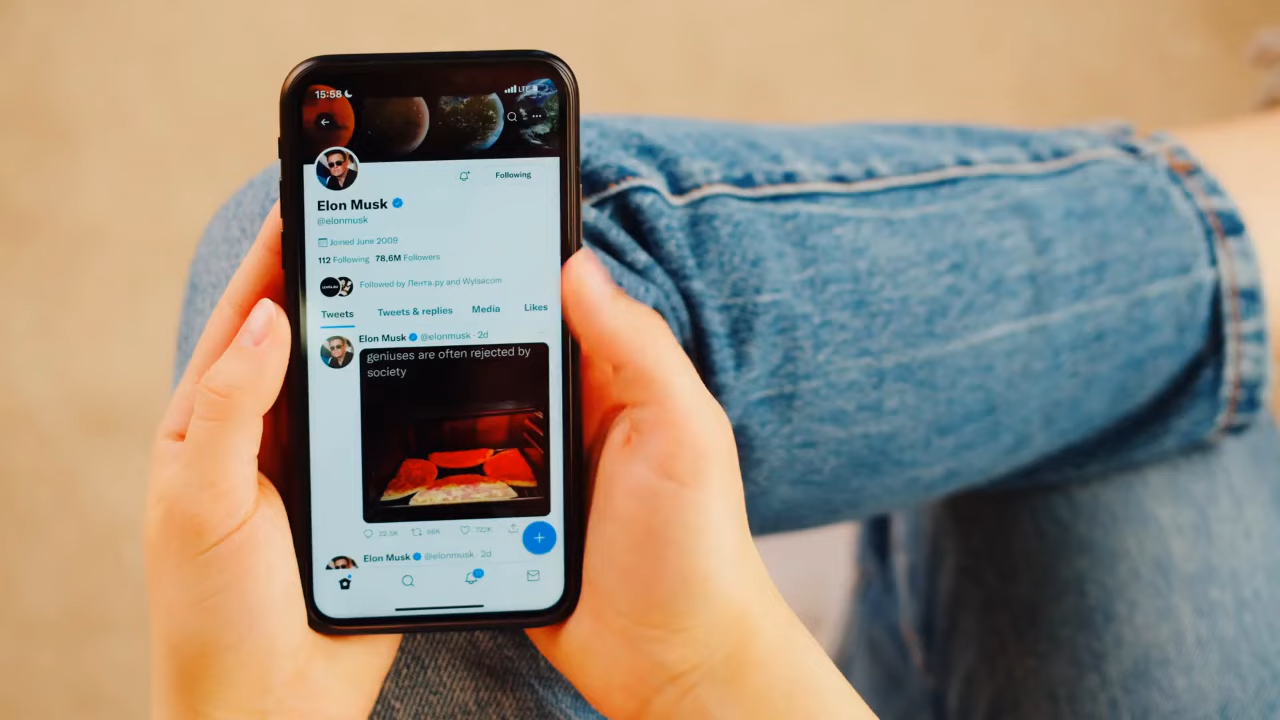 15:58
LTE
Following
Elon Musk
@elonmusk
Joined June 2009
112 Following 78,6M Followers
Followed by Лента.ру and Wylsacom
Tweets Tweets & replies Media Likes
Elon Musk @elonmusk · 2d
geniuses are often rejected by
society
Elon Musk @elonmusk · 2d